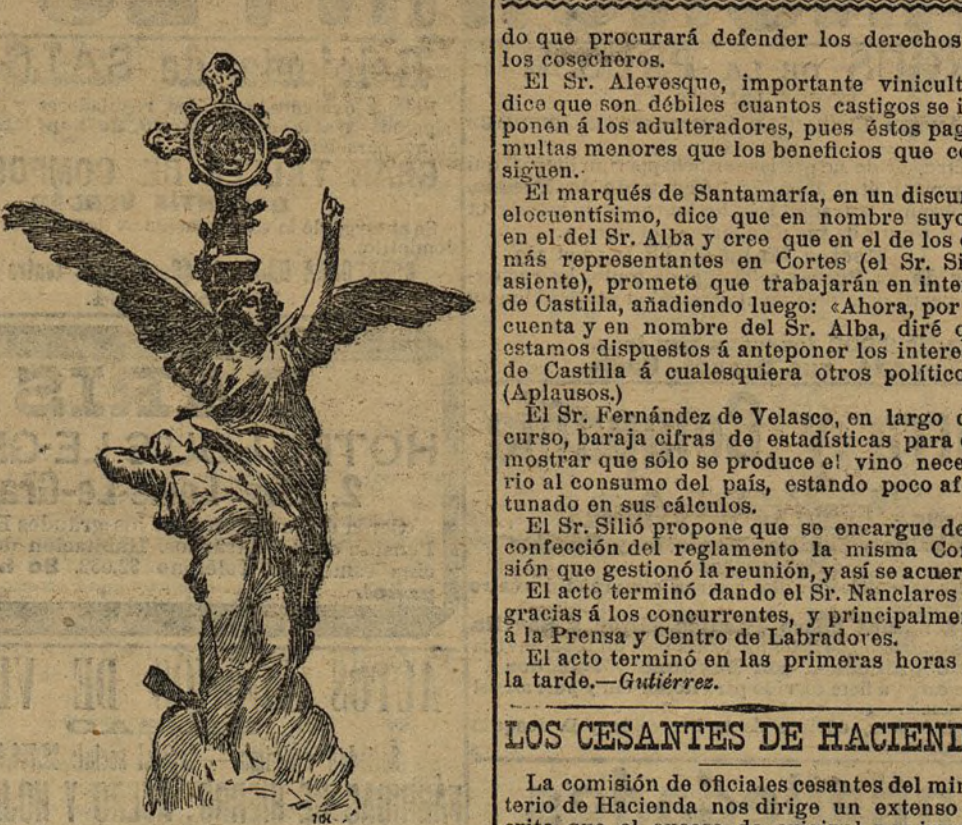 do que procurará defender los derechos
los cosecheros.
El Sr. Alevesque, importante vinicult
dice que son débiles cuantos castigos se i
ponen á los adulteradores, pues éstos pag
multas menores que los beneficios que co
siguen.
El marqués de Santamaría, en un discur
elocuentísimo, dice que en nombre suyo
en el del Sr. Alba y cree que en el de los
más representantes en Cortes (el Sr. Si
asiente), promete que trabajarán en inte
de Castilla, añadiendo luego: «Ahora, por
cuenta y en nombre del Sr. Alba, diré q
estamos dispuestos á anteponer los intere
de Castilla á cualesquiera otros político
(Aplausos.)
El Sr. Fernández de Velasco, en largo
curso, baraja cifras de estadísticas para
mostrar que sólo se produce el vino nece
rio al consumo del país, estando poco af
tunado en sus cálculos.
El Sr. Silió propone que se encargue de
confección del reglamento la misma Co
sión que gestionó la reunión, y así se acuer
El acto terminó dando el Sr. Nanclares
gracias á los concurrentes, y principalme
á la Prensa y Centro de Labradores.
El acto terminó en las primeras horas
la tarde.—Gutiérrez.
LOS CESANTES DE HACIEND
La comisión de oficiales cesantes del min
terio de Hacienda nos dirige un extenso